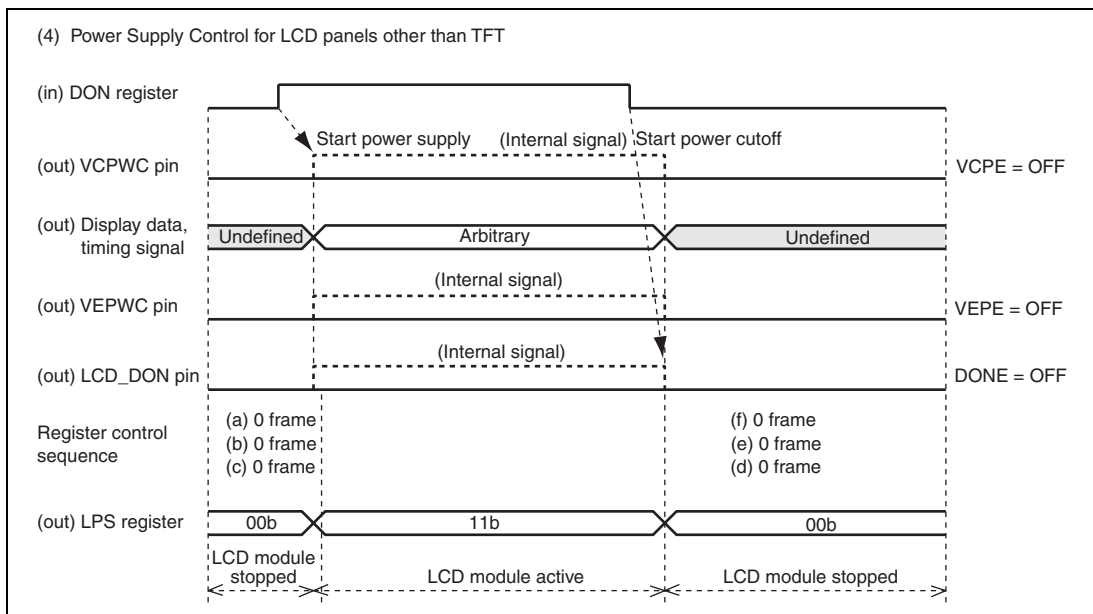 (4) Power Supply Control for LCD panels other than TFT
(in) DON register
Start power supply
(Internal signal)
Start power cutoff
(out) VCPWC pin
VCPE = OFF
(out) Display data,
timing signal
Undefined
Arbitrary
Undefined
(Internal signal)
(out) VEPWC pin
VEPE = OFF
(Internal signal)
(out) LCD_DON pin
DONE = OFF
Register control
sequence
(a) 0 frame
(b) 0 frame
(c) 0 frame
(f) 0 frame
(e) 0 frame
(d) 0 frame
(out) LPS register
00b
11b
00b
LCD module
stopped
LCD module active
LCD module stopped